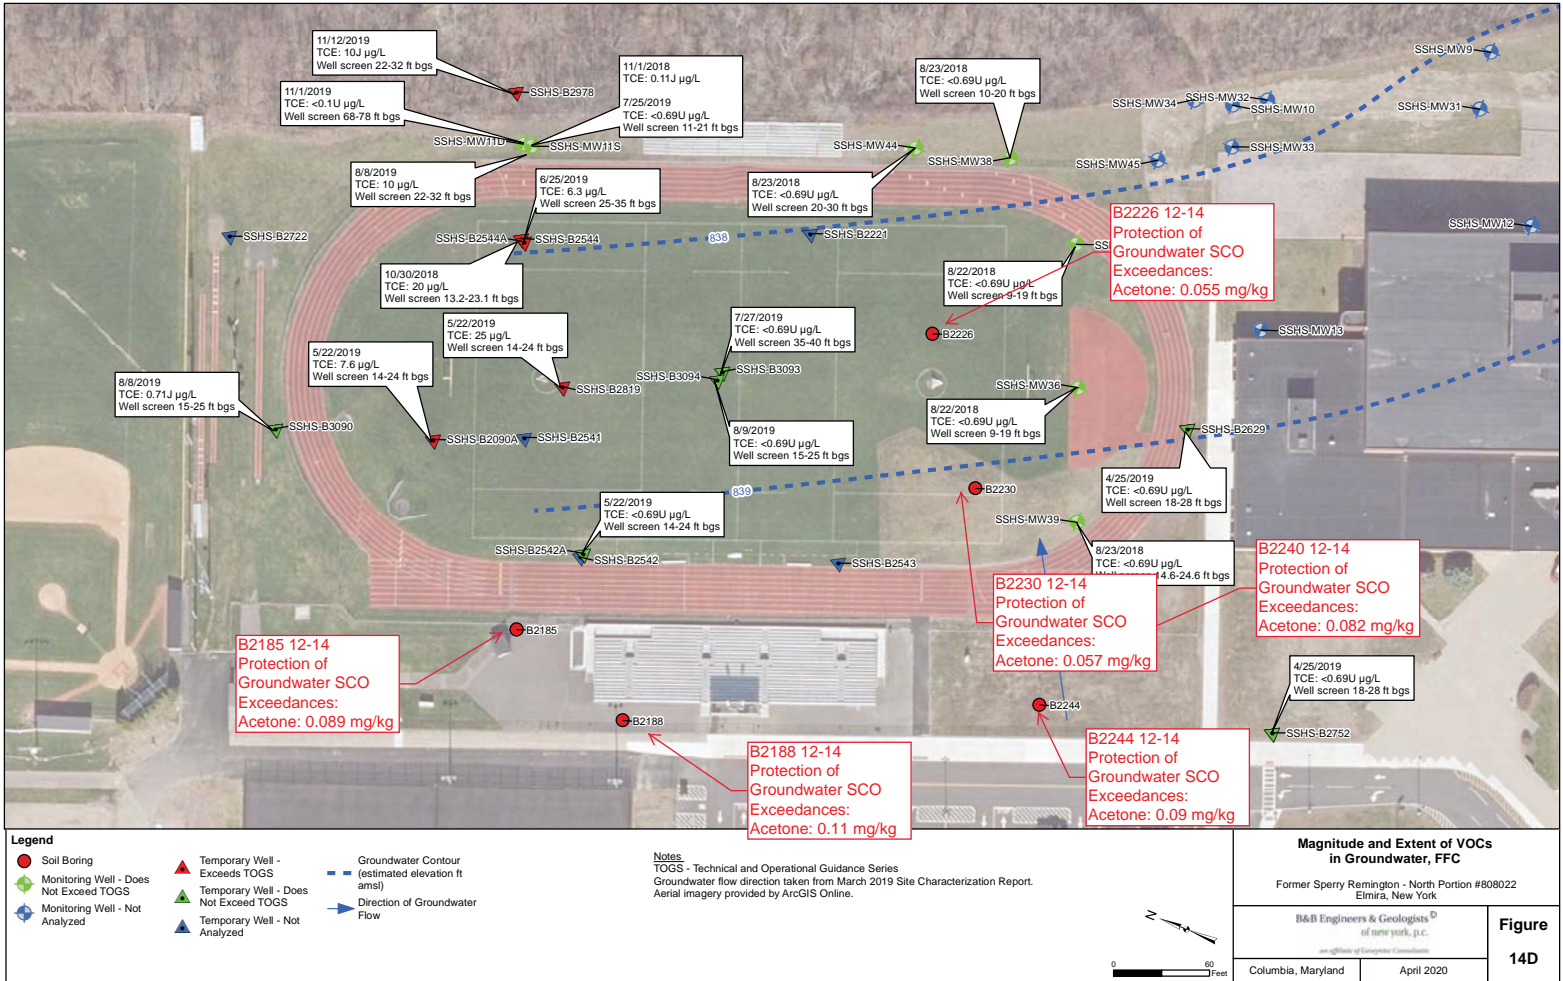 11/12/2019
TCE: 10J µg/L
Well screen 22-32 ft bgs
SSHS-B2978
11/1/2019
TCE: <0.1U µg/L
Well screen 68-78 ft bgs
11/1/2018
TCE: 0.11J µg/L
7/25/2019
TCE: <0.69U µg/L
Well screen 11-21 ft bgs
SSHS-MW11D
SSHS-MW11S
8/23/2018
TCE: <0.69U µg/L
Well screen 10-20 ft bgs
SSHS-MW9
SSHS-MW34
SSHS-MW32
SSHS-MW10
SSHS-MW31
SSHS-MW33
SSHS-MW45
SSHS-MW44
SSHS-MW38
8/8/2019
TCE: 10 µg/L
Well screen 22-32 ft bgs
6/25/2019
TCE: 6.3 µg/L
Well screen 25-35 ft bgs
8/23/2018
TCE: <0.69U µg/L
Well screen 20-30 ft bgs
SSHS-B2722
SSHS-B2544A
SSHS-B2544
838
SSHS-B2221
SS
SSHS-MW12
B2226 12-14
Protection of
Groundwater SCO
Exceedances:
Acetone: 0.055 mg/kg
10/30/2018
TCE: 20 µg/L
Well screen 13.2-23.1 ft bgs
8/22/2018
TCE: <0.69U µg/L
Well screen 9-19 ft bgs
5/22/2019
TCE: 25 µg/L
Well screen 14-24 ft bgs
7/27/2019
TCE: <0.69U µg/L
Well screen 35-40 ft bgs
B2226
SSHS-MW13
5/22/2019
TCE: 7.6 µg/L
Well screen 14-24 ft bgs
SSHS-B2819
SSHS-B3094
SSHS-B3093
SSHS-MW36
8/8/2019
TCE: 0.71J µg/L
Well screen 15-25 ft bgs
SSHS-B3090
SSHS-B2090A
SSHS-B2541
8/9/2019
TCE: <0.69U µg/L
Well screen 15-25 ft bgs
8/22/2018
TCE: <0.69U µg/L
Well screen 9-19 ft bgs
SSHS-B2629
4/25/2019
TCE: <0.69U µg/L
Well screen 18-28 ft bgs
839
B2230
5/22/2019
TCE: <0.69U µg/L
Well screen 14-24 ft bgs
SSHS-MW39
SSHS-B2542A
SSHS-B2542
SSHS-B2543
8/23/2018
TCE: <0.69U µg/L
14.6-24.6 ft bgs
B2240 12-14
Protection of
Groundwater SCO
Exceedances:
Acetone: 0.082 mg/kg
B2230 12-14
Protection of
Groundwater SCO
Exceedances:
Acetone: 0.057 mg/kg
B2185
B2185 12-14
Protection of
Groundwater SCO
Exceedances:
Acetone: 0.089 mg/kg
4/25/2019
TCE: <0.69U µg/L
Well screen 18-28 ft bgs
B2188
B2244
SSHS-B2752
B2188 12-14
Protection of
Groundwater SCO
Exceedances:
Acetone: 0.11 mg/kg
B2244 12-14
Protection of
Groundwater SCO
Exceedances:
Acetone: 0.09 mg/kg
Legend
Soil Boring
Monitoring Well - Does
Not Exceed TOGS
Monitoring Well - Not
Analyzed
Temporary Well -
Exceeds TOGS
Temporary Well - Does
Not Exceed TOGS
Temporary Well - Not
Analyzed
Groundwater Contour
(estimated elevation ft
amsl)
Direction of Groundwater
Flow
Notes
TOGS - Technical and Operational Guidance Series
Groundwater flow direction taken from March 2019 Site Characterization Report.
Aerial imagery provided by ArcGIS Online.
N
0 60
Feet
Magnitude and Extent of VOCs
in Groundwater, FFC
Former Sperry Remington - North Portion #808022
Elmira, New York
B&B Engineers & Geologists
of new york, p.c.
an affiliate of Geosyntec Consultants
Columbia, Maryland
April 2020
Figure
14D